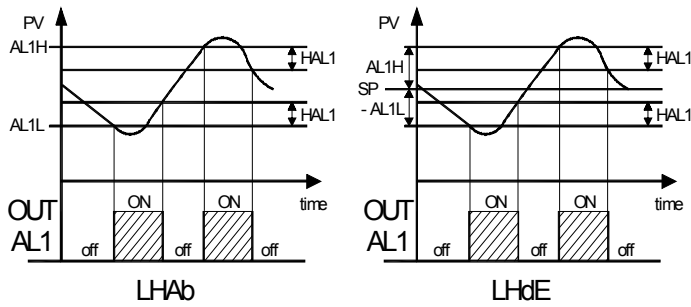 PV
AL1H
HAL1
HAL1
AL1L
time
OUT
AL1
off
ON
off
ON
off
LHAb
PV
AL1H
HAL1
SP
- AL1L
HAL1
time
OUT
AL1
off
ON
off
ON
off
LHdE